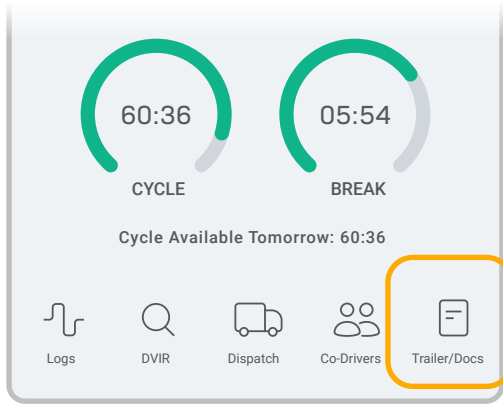 60:36
05:54
CYCLE
BREAK
Cycle Available Tomorrow: 60:36
Logs
DVIR
Dispatch
Co-Drivers
Trailer/Docs